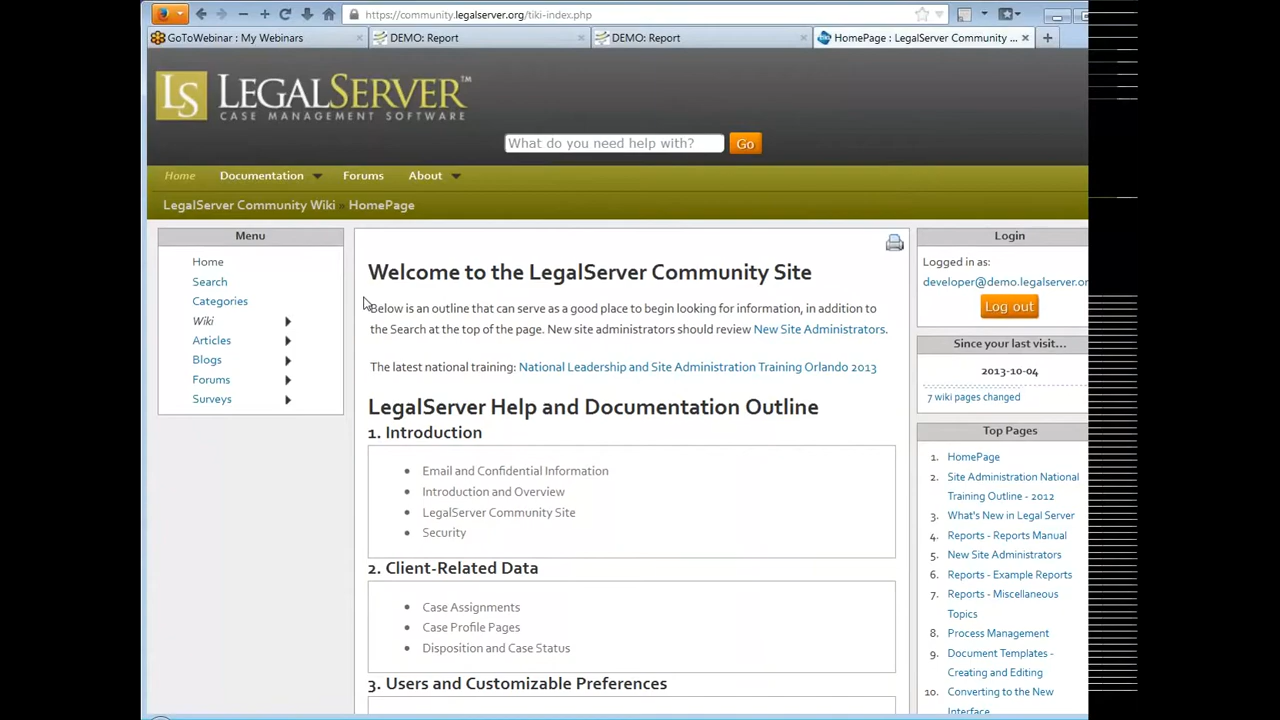 https://community.legalserver.org/tiki-index.php
GoToWebinar : My Webinars
DEMO: Report
DEMO: Report
HomePage : LegalServer Community ...
LS LEGALSERVER™
CASE MANAGEMENT SOFTWARE
What do you need help with?
Go
Home
Documentation
Forums
About
LegalServer Community Wiki » HomePage
Menu
Home
Search
Categories
Wiki
Articles
Blogs
Forums
Surveys
Welcome to the LegalServer Community Site
Below is an outline that can serve as a good place to begin looking for information, in addition to
the Search at the top of the page. New site administrators should review New Site Administrators.
The latest national training: National Leadership and Site Administration Training Orlando 2013
LegalServer Help and Documentation Outline
1. Introduction
Email and Confidential Information
Introduction and Overview
LegalServer Community Site
Security
2. Client-Related Data
Case Assignments
Case Profile Pages
Disposition and Case Status
3. Users and Customizable Preferences
Login
Logged in as:
developer@demo.legalserver.or
Log out
Since your last visit...
2013-10-04
7 wiki pages changed
Top Pages
1. HomePage
2. Site Administration National
Training Outline - 2012
3. What's New in Legal Server
4. Reports - Reports Manual
5. New Site Administrators
6. Reports - Example Reports
7. Reports - Miscellaneous
Topics
8. Process Management
9. Document Templates -
Creating and Editing
10. Converting to the New
Interface